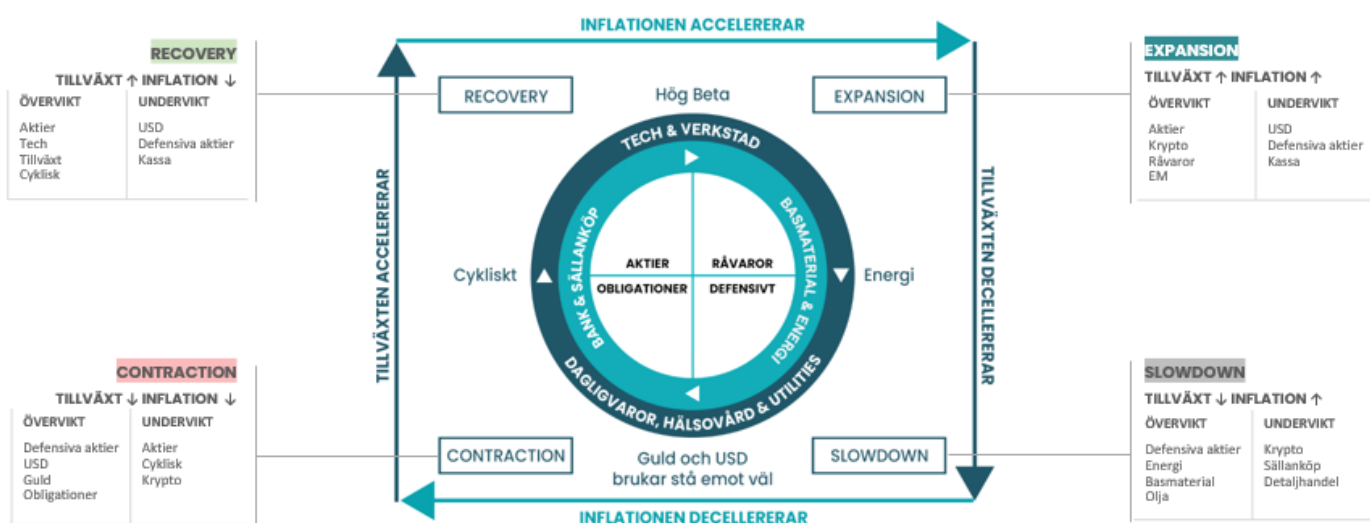 INFLATIONEN ACCELERERAR
RECOVERY
TILLVÄXT ↑ INFLATION ↓
ÖVERVIKT
Aktier
Tech
Tillväxt
Cyklisk
UNDERVIKT
USD
Defensiva aktier
Kassa
EXPANSION
TILLVÄXT ↑ INFLATION ↑
ÖVERVIKT
Aktier
Krypto
Råvaror
EM
UNDERVIKT
USD
Defensiva aktier
Kassa
RECOVERY
Hög Beta
EXPANSION
TILLVÄXTEN ACCELERERAR
TECH & VERKSTAD
BANK & SÄLLANKÖP
BASMATERIAL & ENERGI
DAGLIGVAROR, HÄLSOVÅRD & UTILITIES
Cykliskt
AKTIER
RÅVAROR
OBLIGATIONER
DEFENSIVT
Energi
TILLVÄXTEN DECELLERERAR
CONTRACTION
TILLVÄXT ↓ INFLATION ↓
ÖVERVIKT
Defensiva aktier
USD
Guld
Obligationer
UNDERVIKT
Aktier
Cyklisk
Krypto
CONTRACTION
Guld och USD
brukar stå emot väl
SLOWDOWN
SLOWDOWN
TILLVÄXT ↓ INFLATION ↑
ÖVERVIKT
Defensiva aktier
Energi
Basmaterial
Olja
UNDERVIKT
Krypto
Sällanköp
Detaljhandel
INFLATIONEN DECELLERERAR